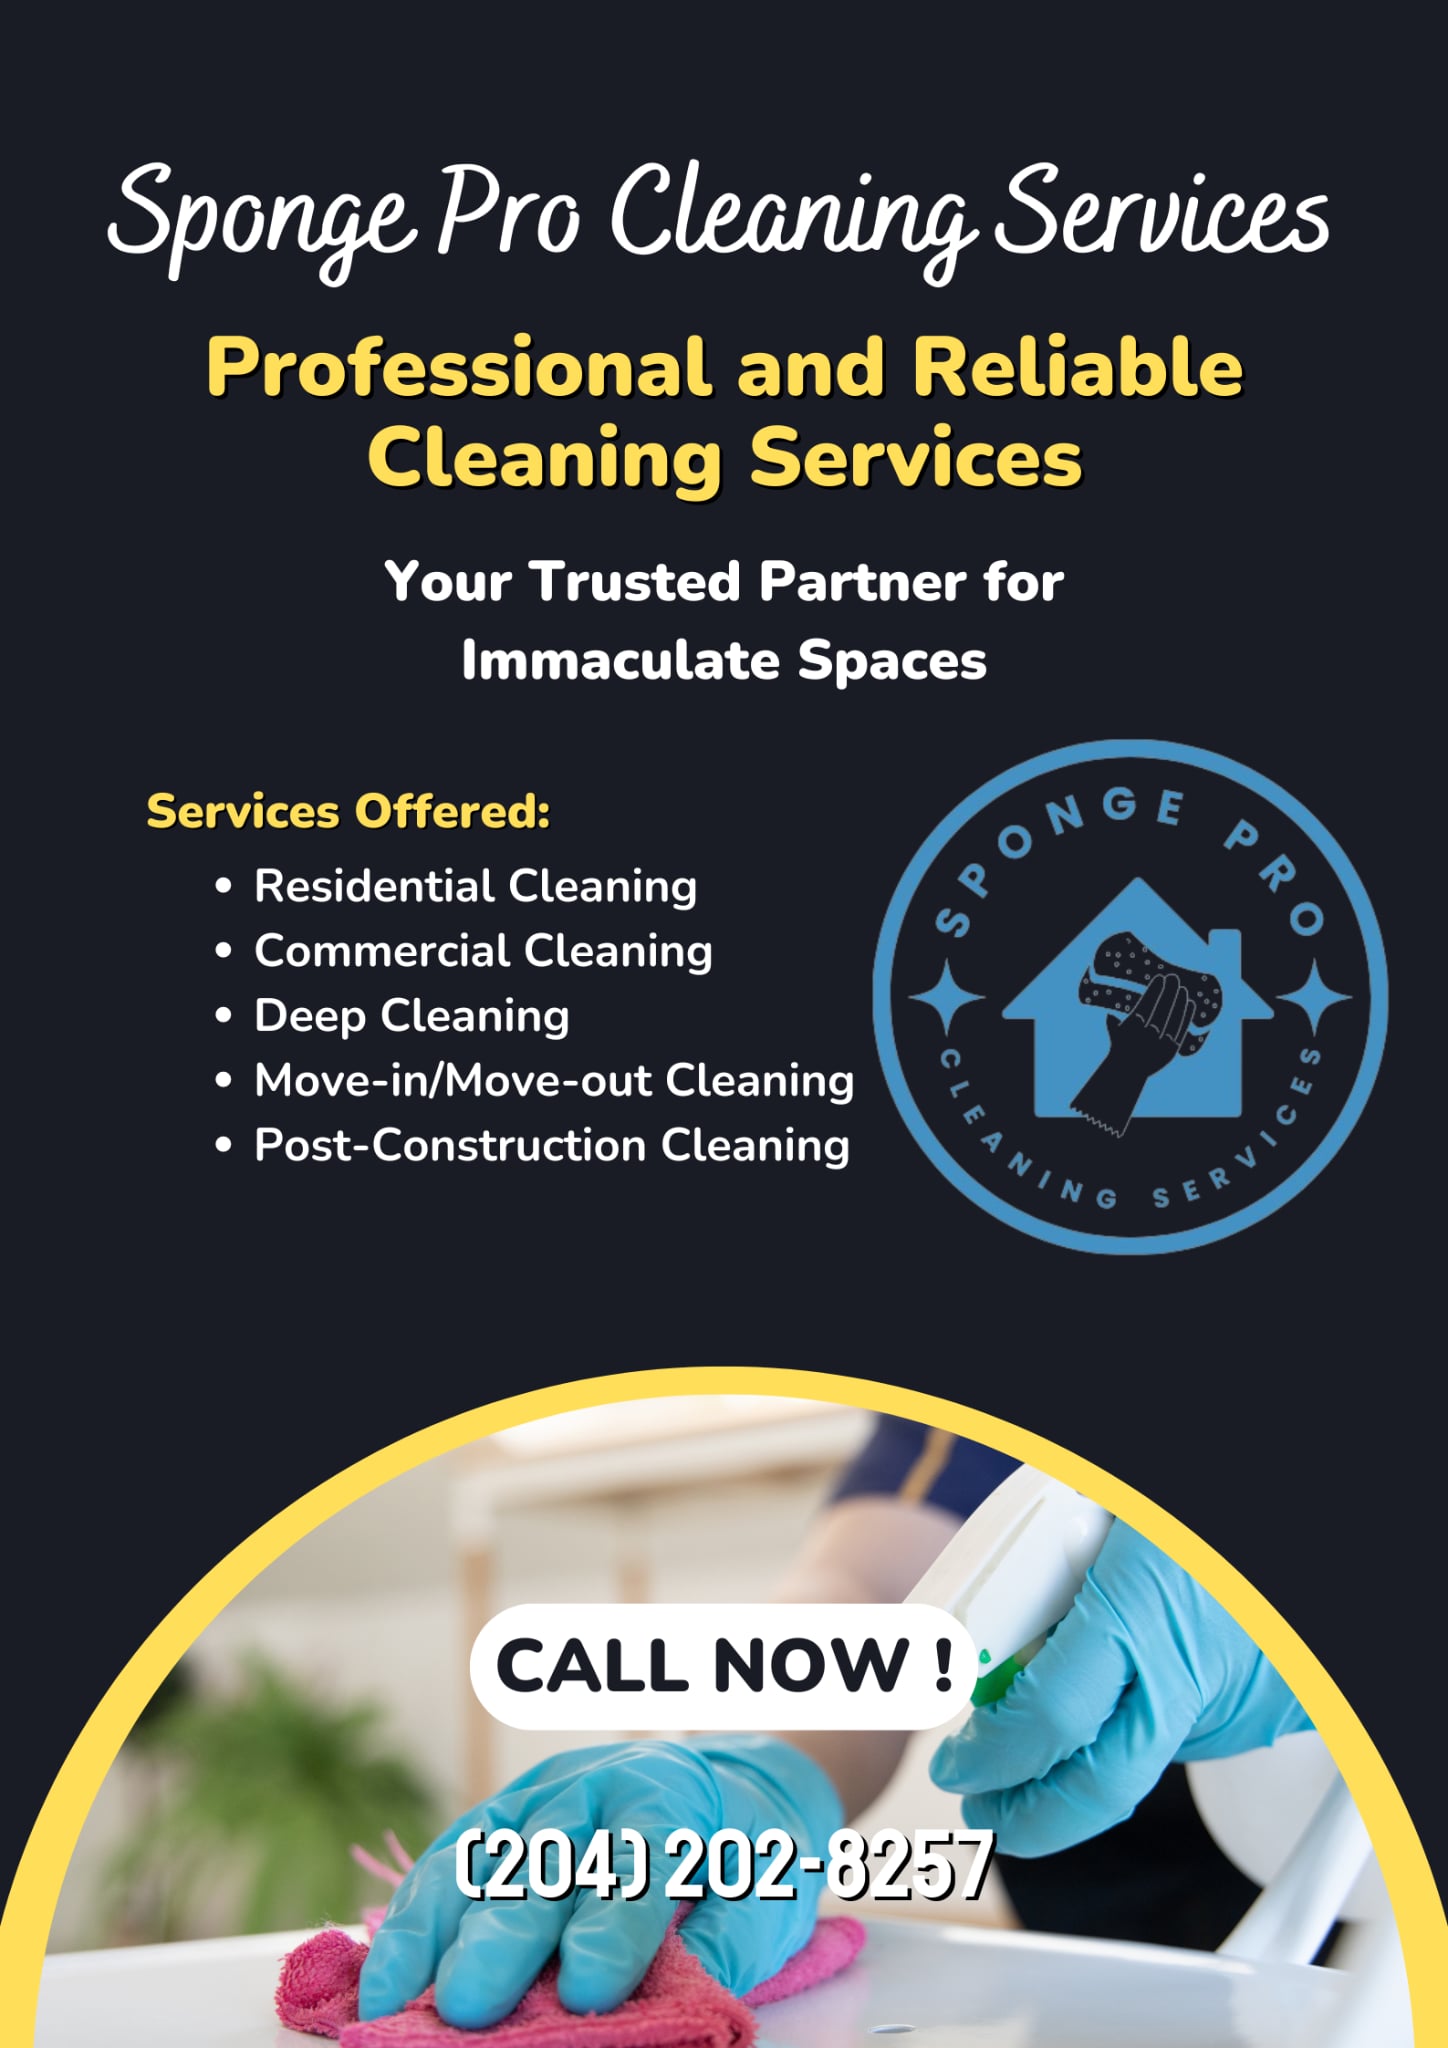 Sponge Pro Cleaning Services
Professional and Reliable
Cleaning Services
Your Trusted Partner for
Immaculate Spaces
Services Offered:
• Residential Cleaning
• Commercial Cleaning
• Deep Cleaning
• Move-in/Move-out Cleaning
• Post-Construction Cleaning
SPONGE PRO
CLEANING SERVICES
CALL NOW !
(204) 202-8257